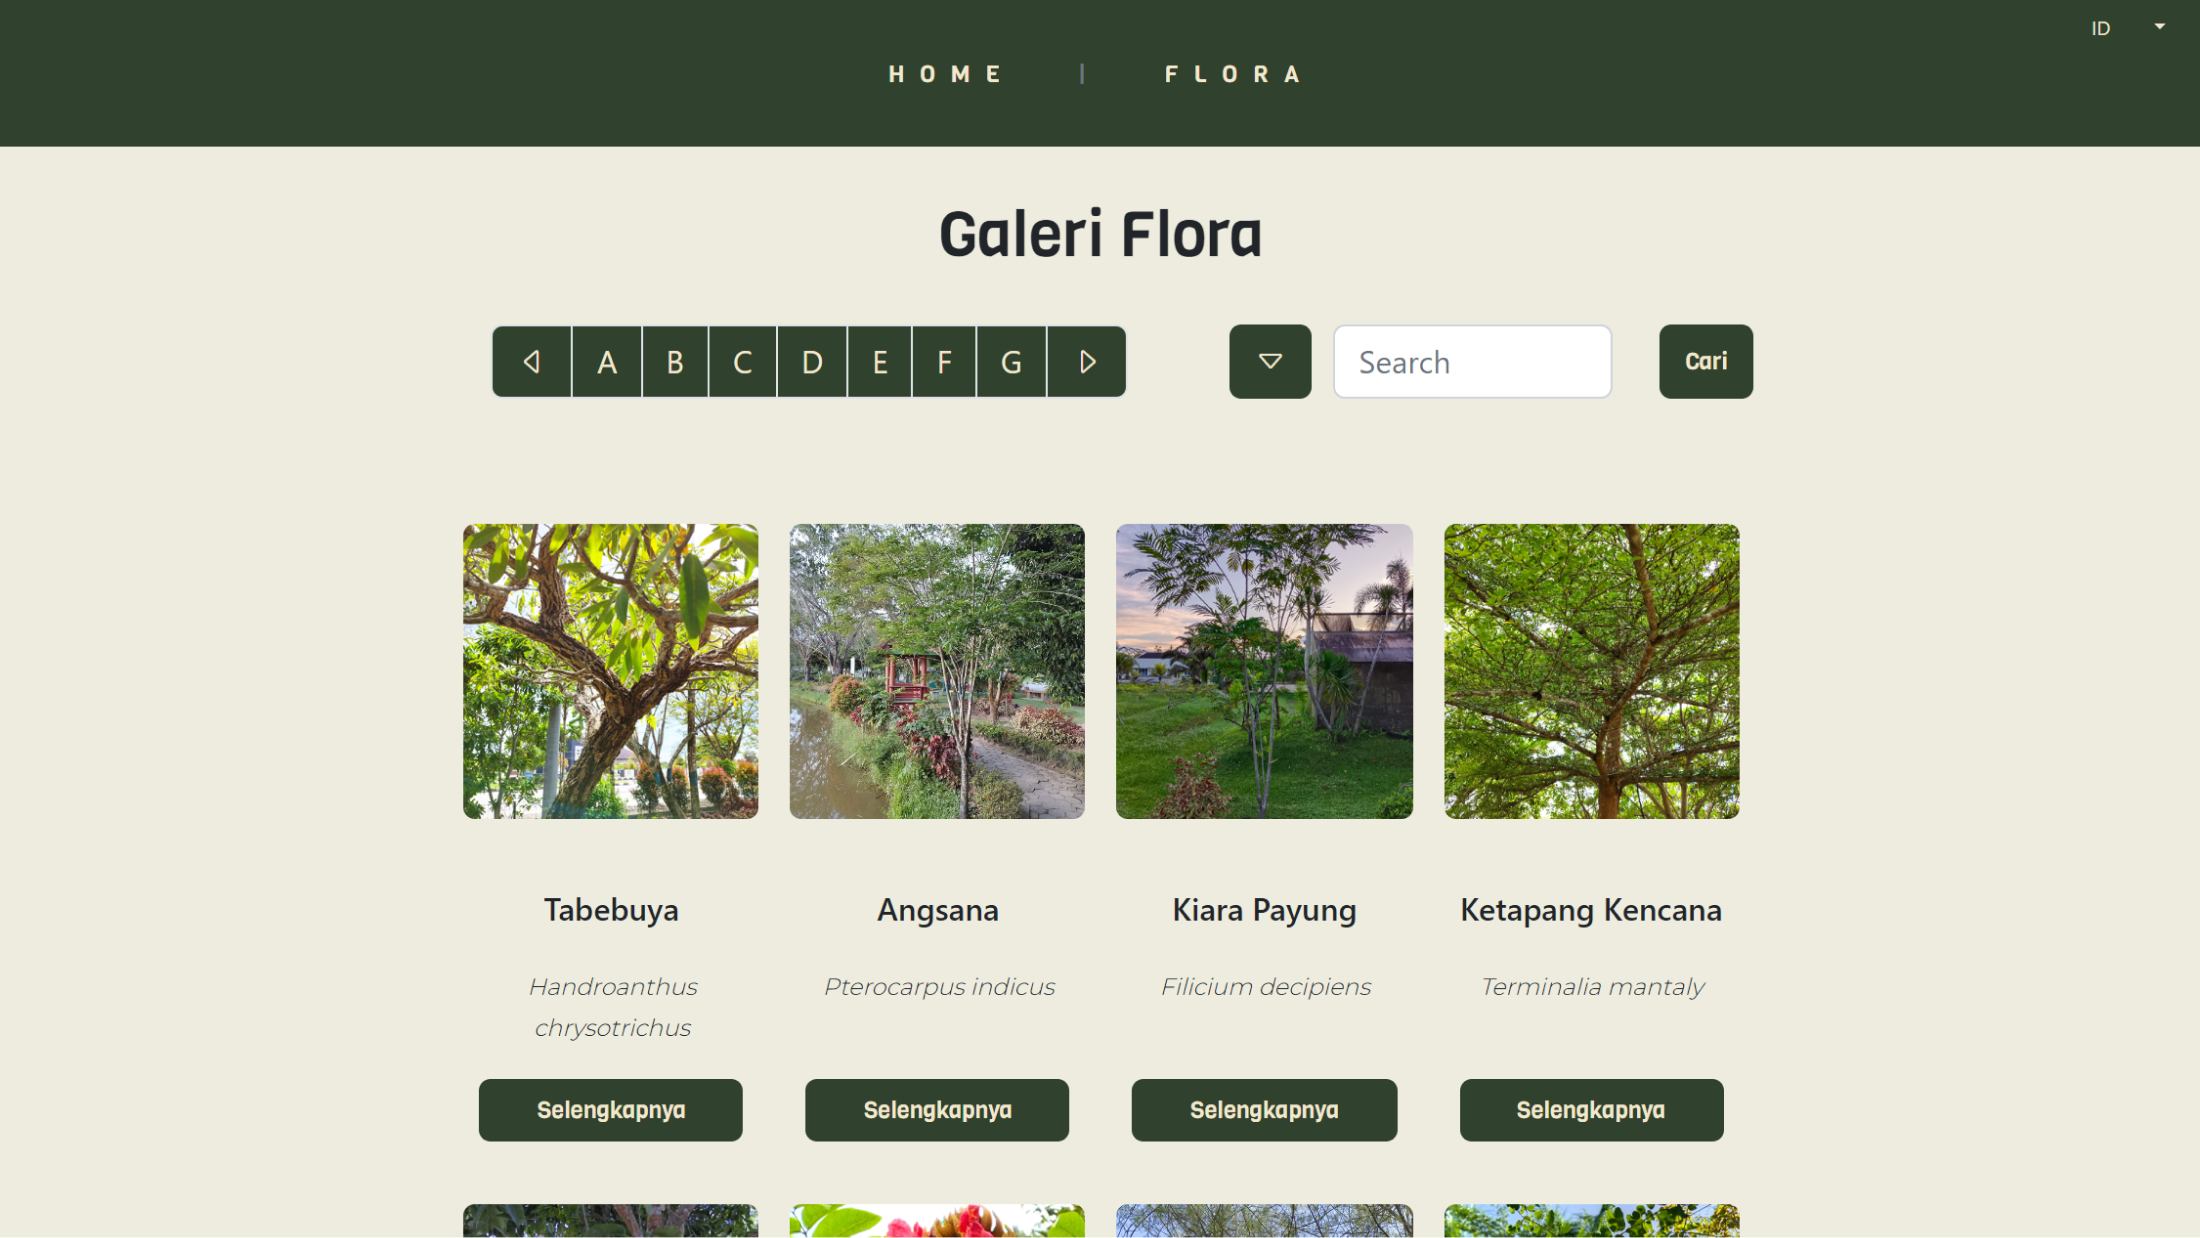 ID
HOME | FLORA
Galeri Flora
A B C D E F G
Search
Cari
Tabebuya
Handroanthus
chrysotrichus
Selengkapnya
Angsana
Pterocarpus indicus
Selengkapnya
Kiara Payung
Filicium decipiens
Selengkapnya
Ketapang Kencana
Terminalia mantaly
Selengkapnya